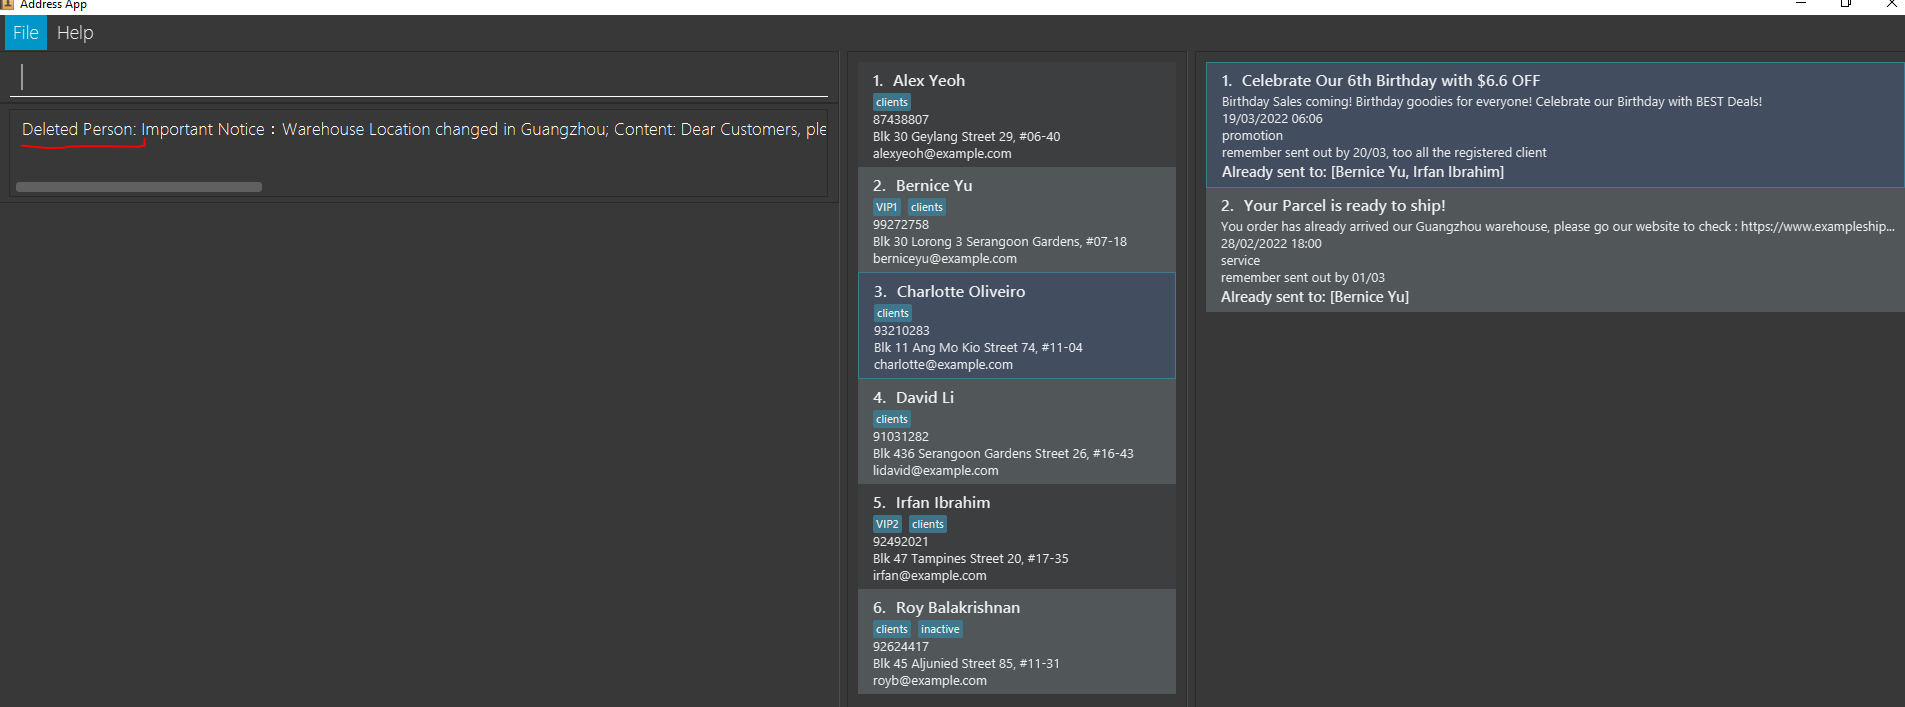 Address App
File Help
Deleted Person: Important Notice：Warehouse Location changed in Guangzhou; Content: Dear Customers, ple
1. Alex Yeoh
clients
87438807
Blk 30 Geylang Street 29, #06-40
alexyeoh@example.com
2. Bernice Yu
VIP1 clients
99272758
Blk 30 Lorong 3 Serangoon Gardens, #07-18
berniceyu@example.com
3. Charlotte Oliveiro
clients
93210283
Blk 11 Ang Mo Kio Street 74, #11-04
charlotte@example.com
4. David Li
clients
91031282
Blk 436 Serangoon Gardens Street 26, #16-43
lidavid@example.com
5. Irfan Ibrahim
VIP2 clients
92492021
Blk 47 Tampines Street 20, #17-35
irfan@example.com
6. Roy Balakrishnan
clients inactive
92624417
Blk 45 Aljunied Street 85, #11-31
royb@example.com
1. Celebrate Our 6th Birthday with $6.6 OFF
Birthday Sales coming! Birthday goodies for everyone! Celebrate our Birthday with BEST Deals!
19/03/2022 06:06
promotion
remember sent out by 20/03, too all the registered client
Already sent to: [Bernice Yu, Irfan Ibrahim]
2. Your Parcel is ready to ship!
You order has already arrived our Guangzhou warehouse, please go our website to check : https://www.exampleship...
28/02/2022 18:00
service
remember sent out by 01/03
Already sent to: [Bernice Yu]